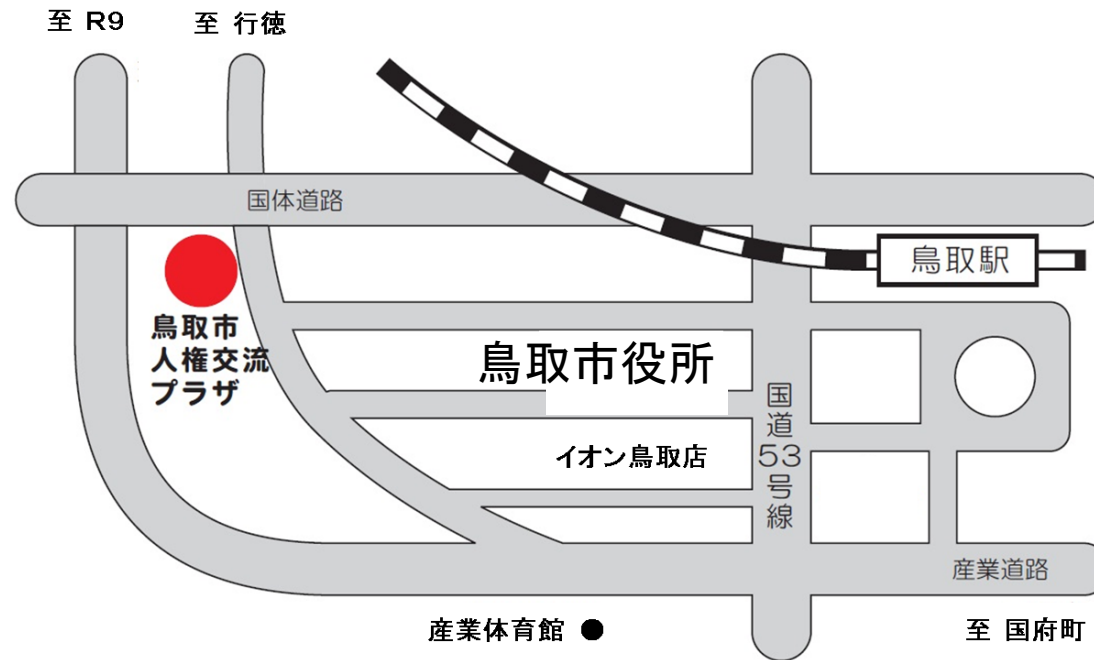 至 R9
至 行徳
国体道路
鳥取駅
鳥取市
人権交流
プラザ
鳥取市役所
国道53号線
イオン鳥取店
産業道路
産業体育館
至 国府町